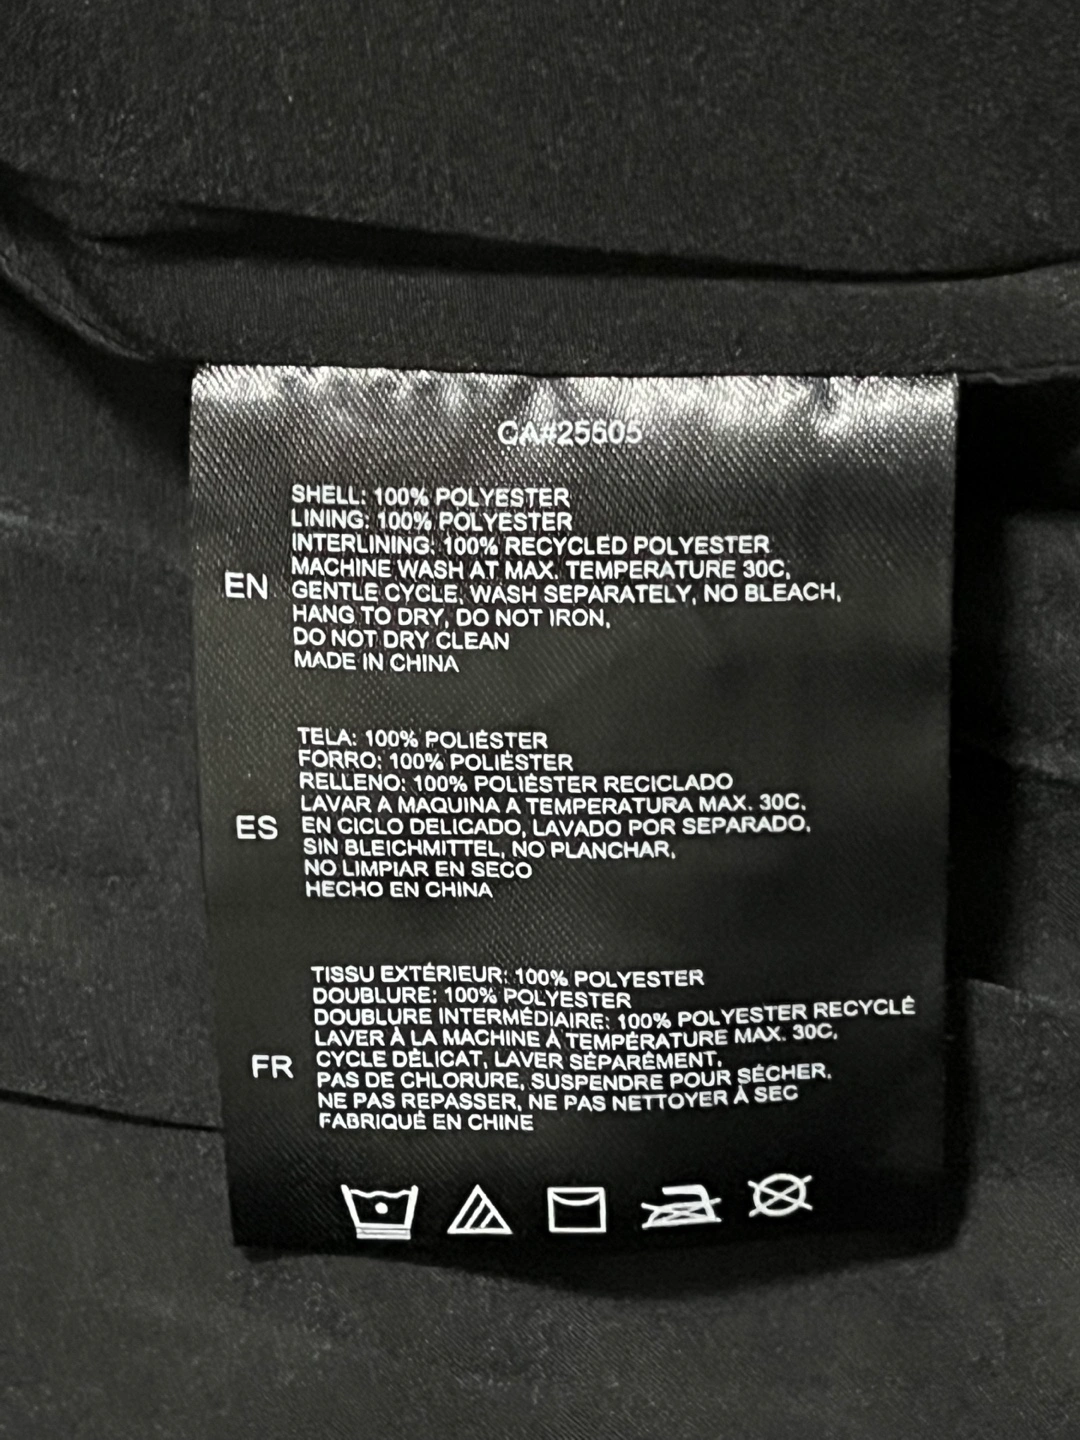 CA#25605
EN
SHELL: 100% POLYESTER
LINING: 100% POLYESTER
INTERLINING: 100% RECYCLED POLYESTER
MACHINE WASH AT MAX. TEMPERATURE 30C,
GENTLE CYCLE, WASH SEPARATELY, NO BLEACH,
HANG TO DRY, DO NOT IRON,
DO NOT DRY CLEAN
MADE IN CHINA
ES
TELA: 100% POLIÉSTER
FORRO: 100% POLIÉSTER
RELLENO: 100% POLIÉSTER RECICLADO
LAVAR A MAQUINA A TEMPERATURA MAX. 30C,
EN CICLO DELICADO, LAVADO POR SEPARADO,
SIN BLEICHMITTEL, NO PLANCHAR,
NO LIMPIAR EN SECO
HECHO EN CHINA
FR
TISSU EXTÉRIEUR: 100% POLYESTER
DOUBLURE: 100% POLYESTER
DOUBLURE INTERMÉDIAIRE: 100% POLYESTER RECYCLÉ
LAVER À LA MACHINE À TEMPÉRATURE MAX. 30C,
CYCLE DÉLICAT, LAVER SÉPARÉMENT,
PAS DE CHLORURE, SUSPENDRE POUR SÉCHER,
NE PAS REPASSER, NE PAS NETTOYER À SEC
FABRIQUÉ EN CHINE